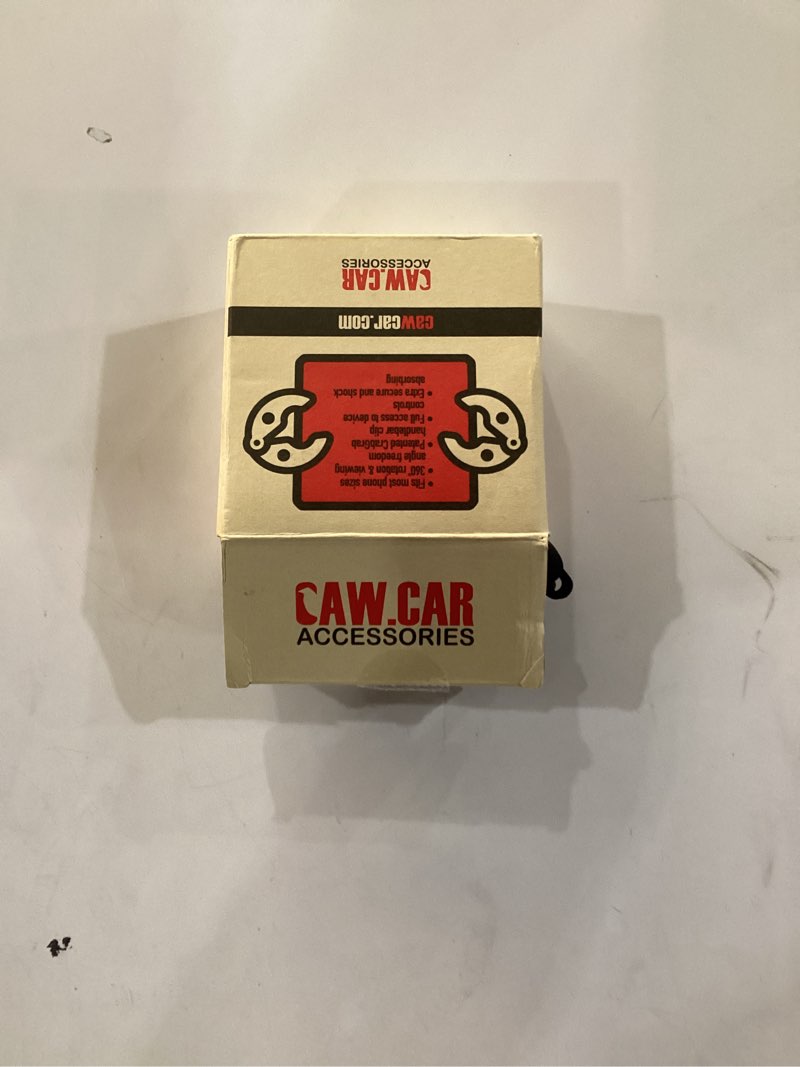 CAW.CAR
ACCESSORIES
• Fits most phone sizes
• 360° rotation & viewing
angle freedom
• Patented CrabGrab
handlebar clip
• Full access to device
controls
• Extra secure and shock
absorbing
cawcar.com
CAW.CAR
ACCESSORIES